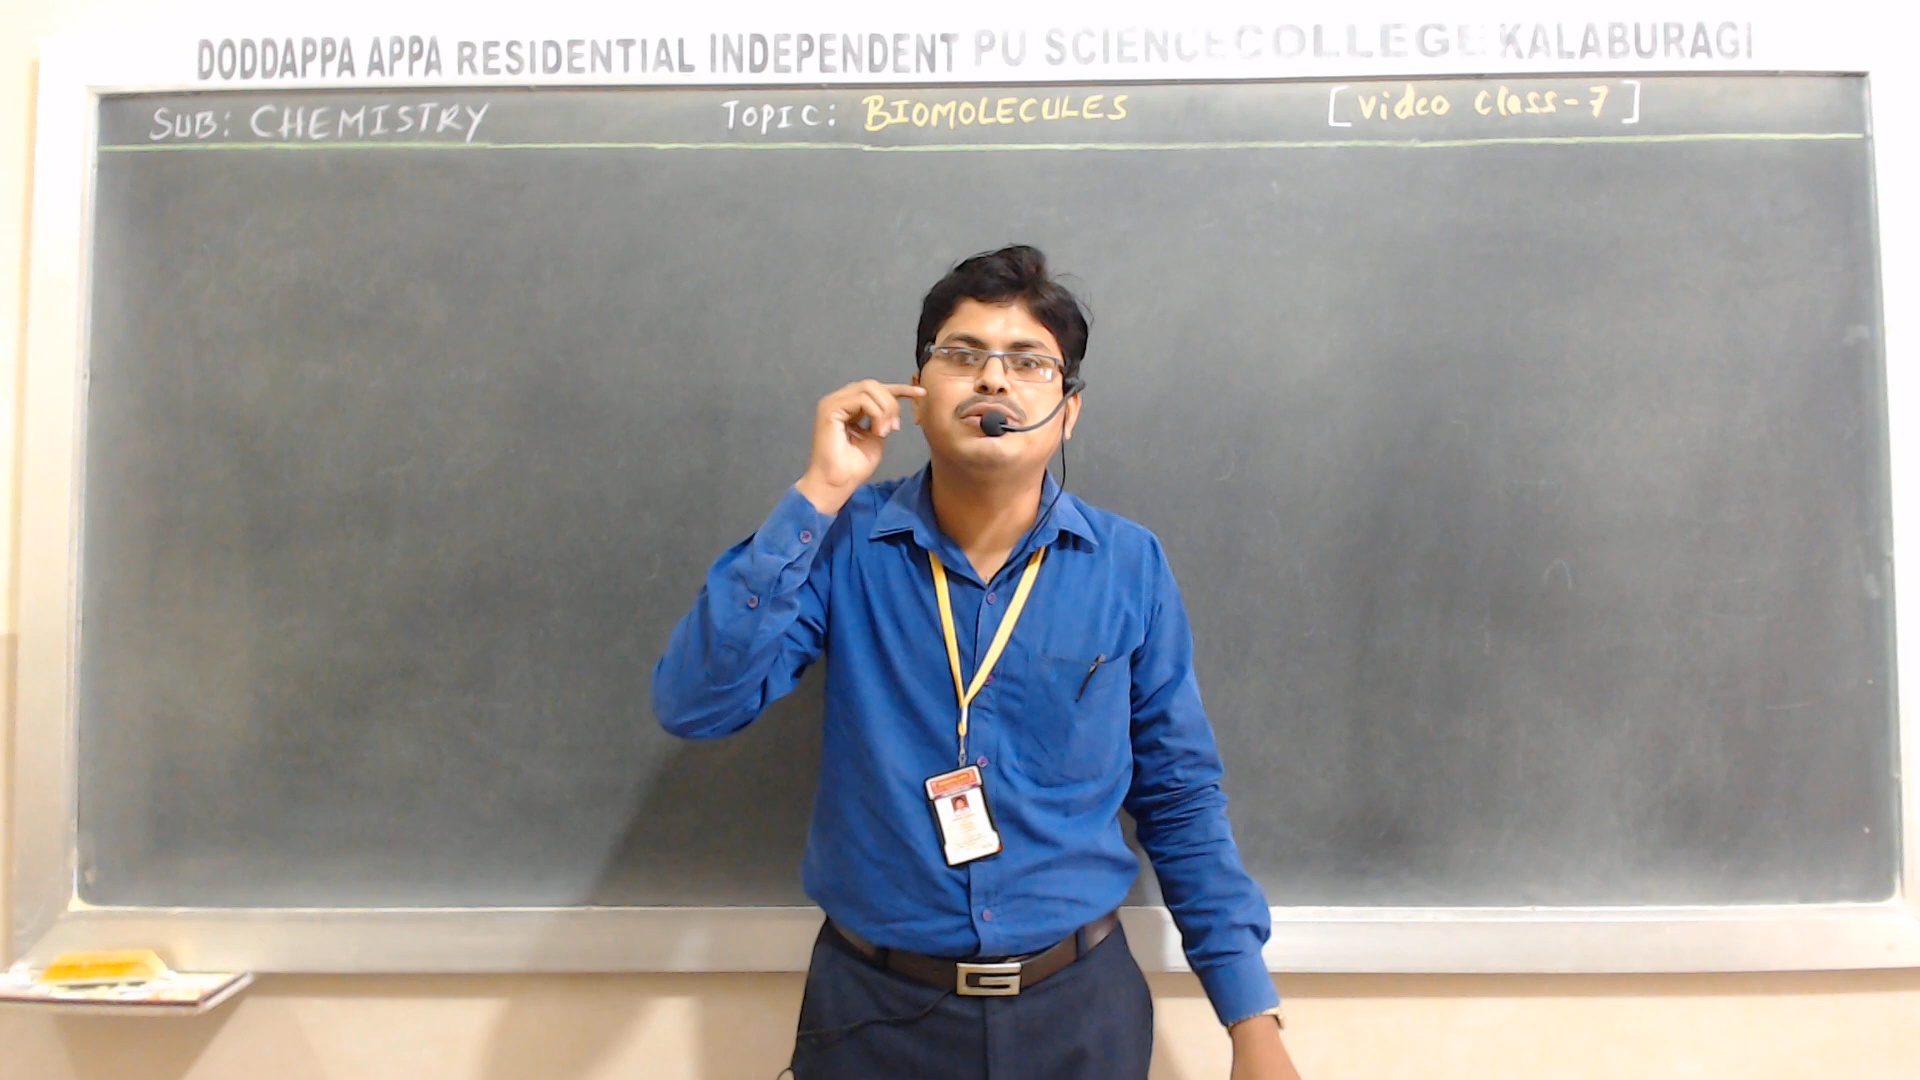 DODDAPPA APPA RESIDENTIAL INDEPENDENT PU SCIENCE COLLEGE KALABURAGI
SUB: CHEMISTRY TOPIC: BIOMOLECULES [Video Class-7]